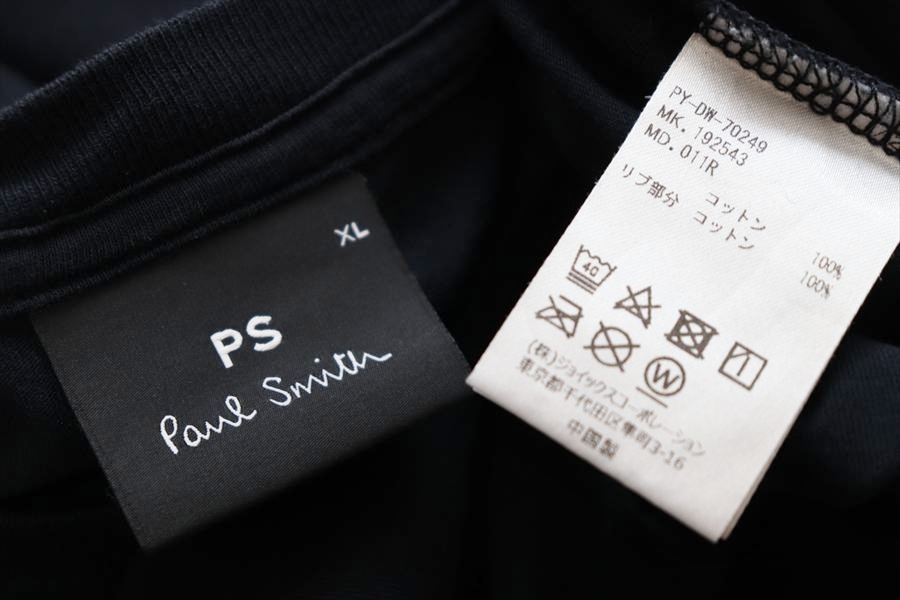 XL
PS
Paul Smith
PY-DW-70249
MK. 192543
MD. 011R
コットン 100%
リブ部分 コットン 100%
40
W
(株)ジョイックスコーポレーション
東京都千代田区隼町3-16
中国製